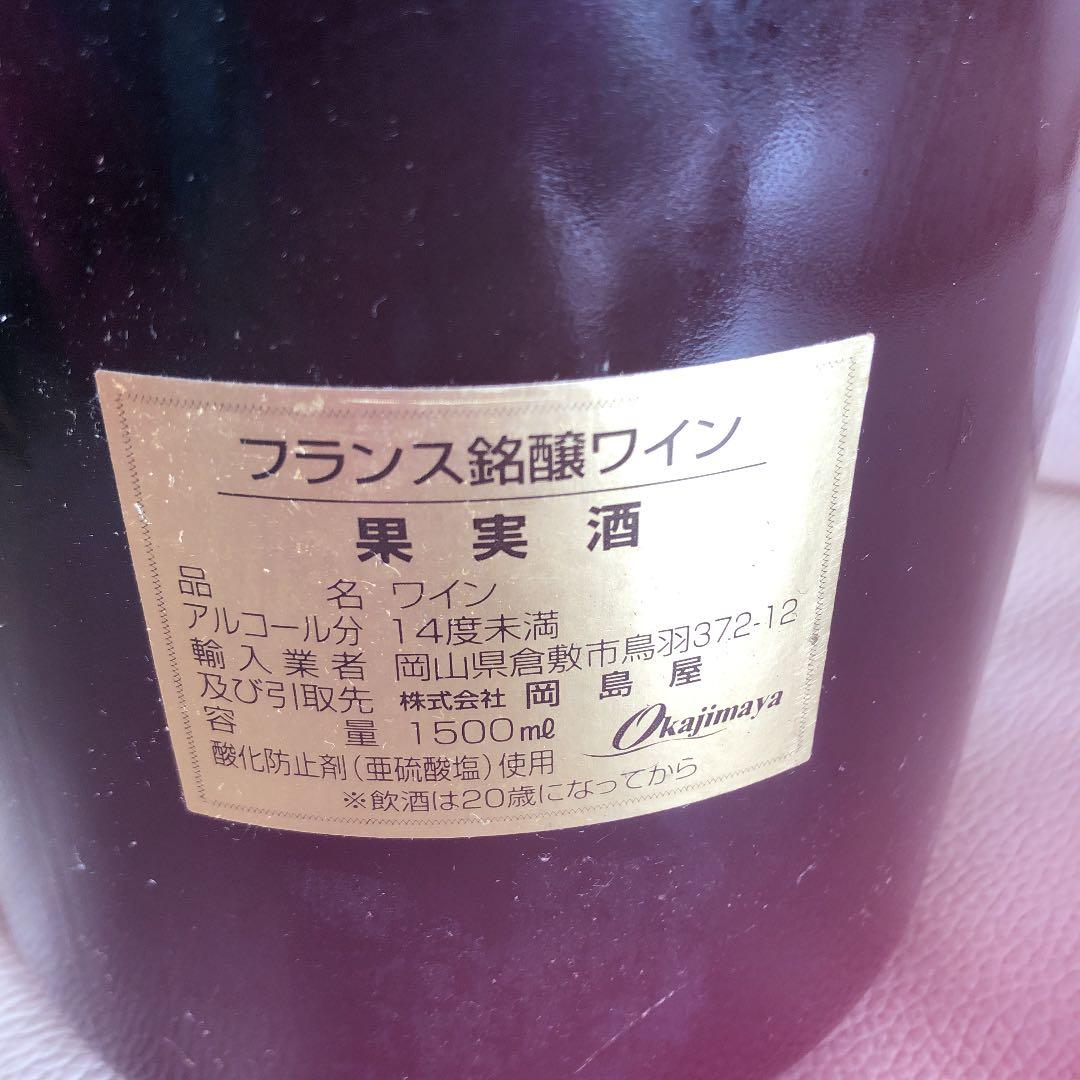 フランス銘醸ワイン
果実酒
品名 ワイン
アルコール分 14度未満
輸入業者 岡山県倉敷市鳥羽372-12
及び引取先 株式会社 岡島屋
容量 1500ml Okajimaya
酸化防止剤(亜硫酸塩)使用
※飲酒は20歳になってから